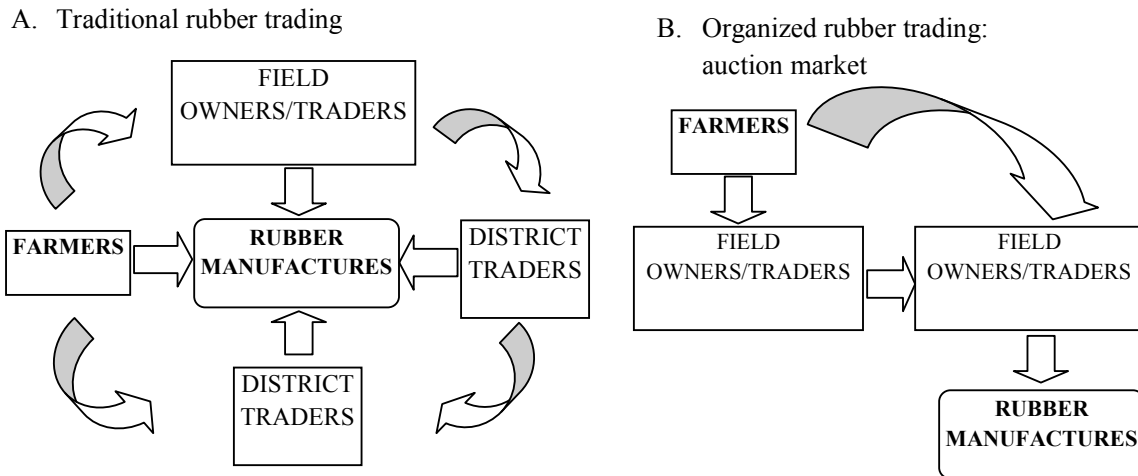 A. Traditional rubber trading
FIELD
OWNERS/TRADERS
FARMERS
RUBBER
MANUFACTURES
DISTRICT
TRADERS
DISTRICT
TRADERS
B. Organized rubber trading:
auction market
FARMERS
FIELD
OWNERS/TRADERS
FIELD
OWNERS/TRADERS
RUBBER
MANUFACTURES